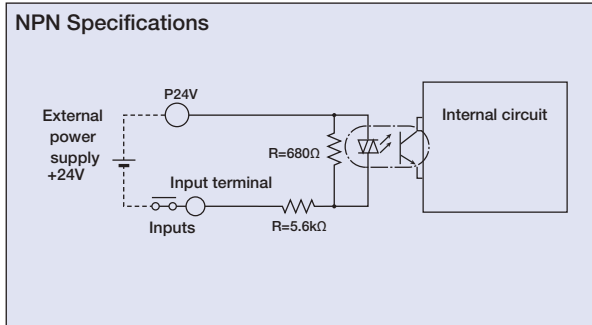 NPN Specifications
P24V
External
power
supply
+24V
Internal circuit
R=680Ω
Input terminal
Inputs
R=5.6kΩ